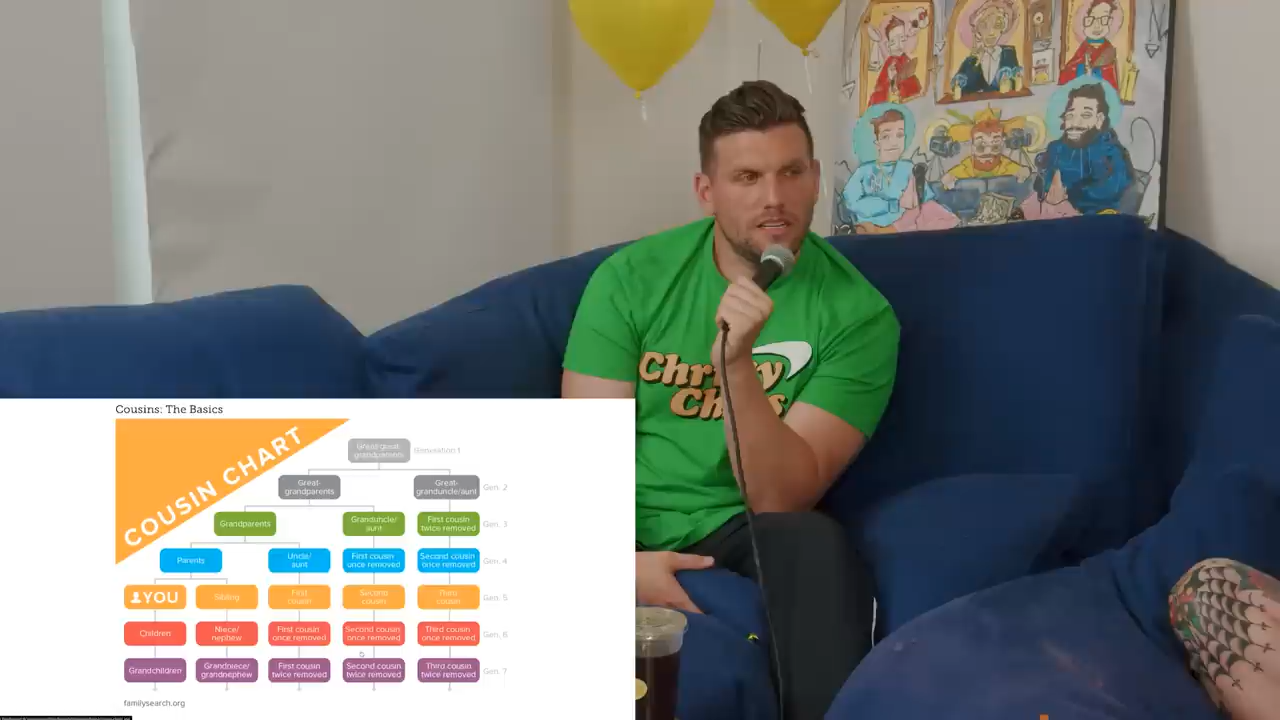 Chrissy
Chaos
Cousins: The Basics
COUSIN CHART
Great-great-
grandparents
Generation 1
Great-
grandparents
Great-
granduncle/aunt
Gen. 2
Grandparents
Granduncle/
aunt
First cousin
twice removed
Gen. 3
Parents
Uncle/
aunt
First cousin
once removed
Second cousin
once removed
Gen. 4
YOU
Sibling
First
cousin
Second
cousin
Third
cousin
Gen. 5
Children
Niece/
nephew
First cousin
once removed
Second cousin
once removed
Third cousin
once removed
Gen. 6
Grandchildren
Grandniece/
grandnephew
First cousin
twice removed
Second cousin
twice removed
Third cousin
twice removed
Gen. 7
familysearch.org